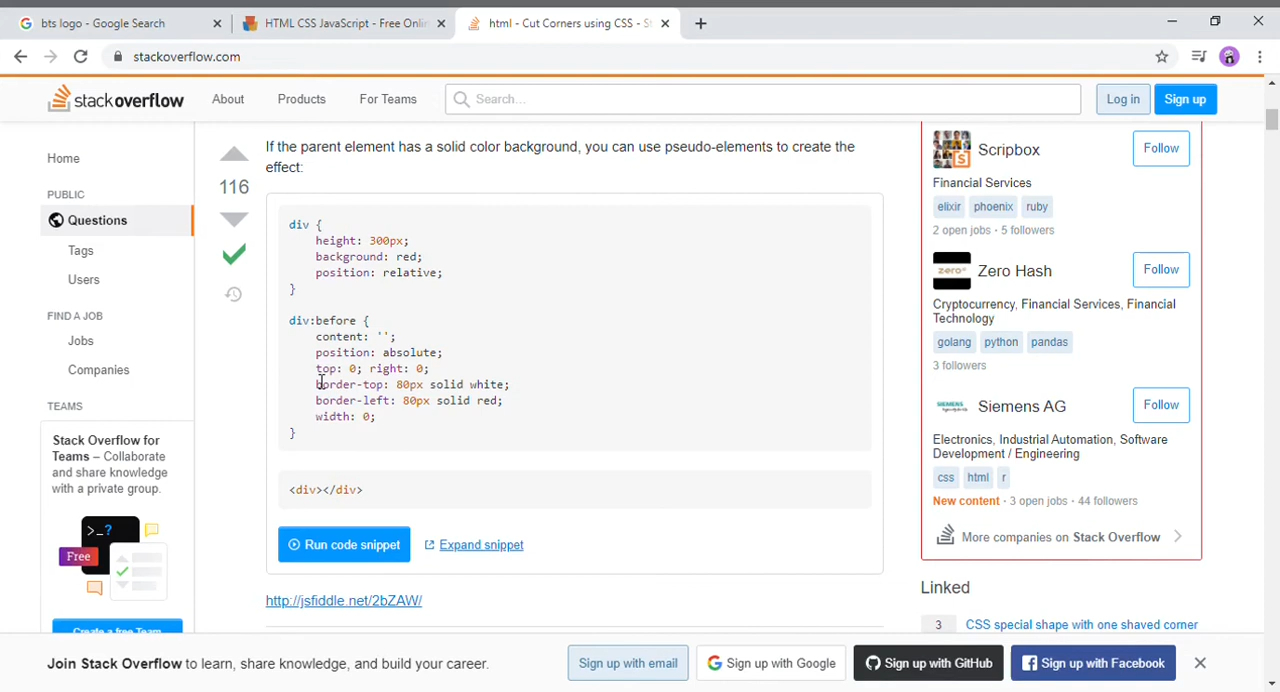 bts logo - Google Search
HTML CSS JavaScript - Free Onlin
html - Cut Corners using CSS - St
stackoverflow.com
stackoverflow
About
Products
For Teams
Search...
Log in
Sign up
Home
PUBLIC
Questions
Tags
Users
FIND A JOB
Jobs
Companies
TEAMS
Stack Overflow for
Teams – Collaborate
and share knowledge
with a private group.
>_?
Free
Create a free Team
116
If the parent element has a solid color background, you can use pseudo-elements to create the
effect:
div {
    height: 300px;
    background: red;
    position: relative;
}
div:before {
    content: '';
    position: absolute;
    top: 0; right: 0;
    border-top: 80px solid white;
    border-left: 80px solid red;
    width: 0;
}
<div></div>
Run code snippet
Expand snippet
http://jsfiddle.net/2bZAW/
Scripbox
Follow
Financial Services
elixir phoenix ruby
2 open jobs · 5 followers
zero
Zero Hash
Follow
Cryptocurrency, Financial Services, Financial
Technology
golang python pandas
3 followers
SIEMENS
Siemens AG
Follow
Electronics, Industrial Automation, Software
Development / Engineering
css html r
New content · 3 open jobs · 44 followers
More companies on Stack Overflow
Linked
3 CSS special shape with one shaved corner
Join Stack Overflow to learn, share knowledge, and build your career.
Sign up with email
Sign up with Google
Sign up with GitHub
Sign up with Facebook